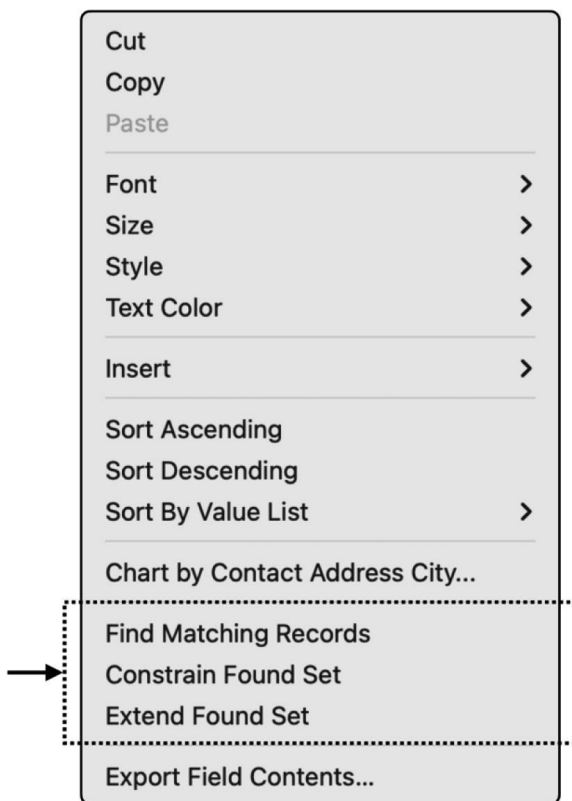 Cut
Copy
Paste
Font
Size
Style
Text Color
Insert
Sort Ascending
Sort Descending
Sort By Value List
Chart by Contact Address City...
Find Matching Records
Constrain Found Set
Extend Found Set
Export Field Contents...